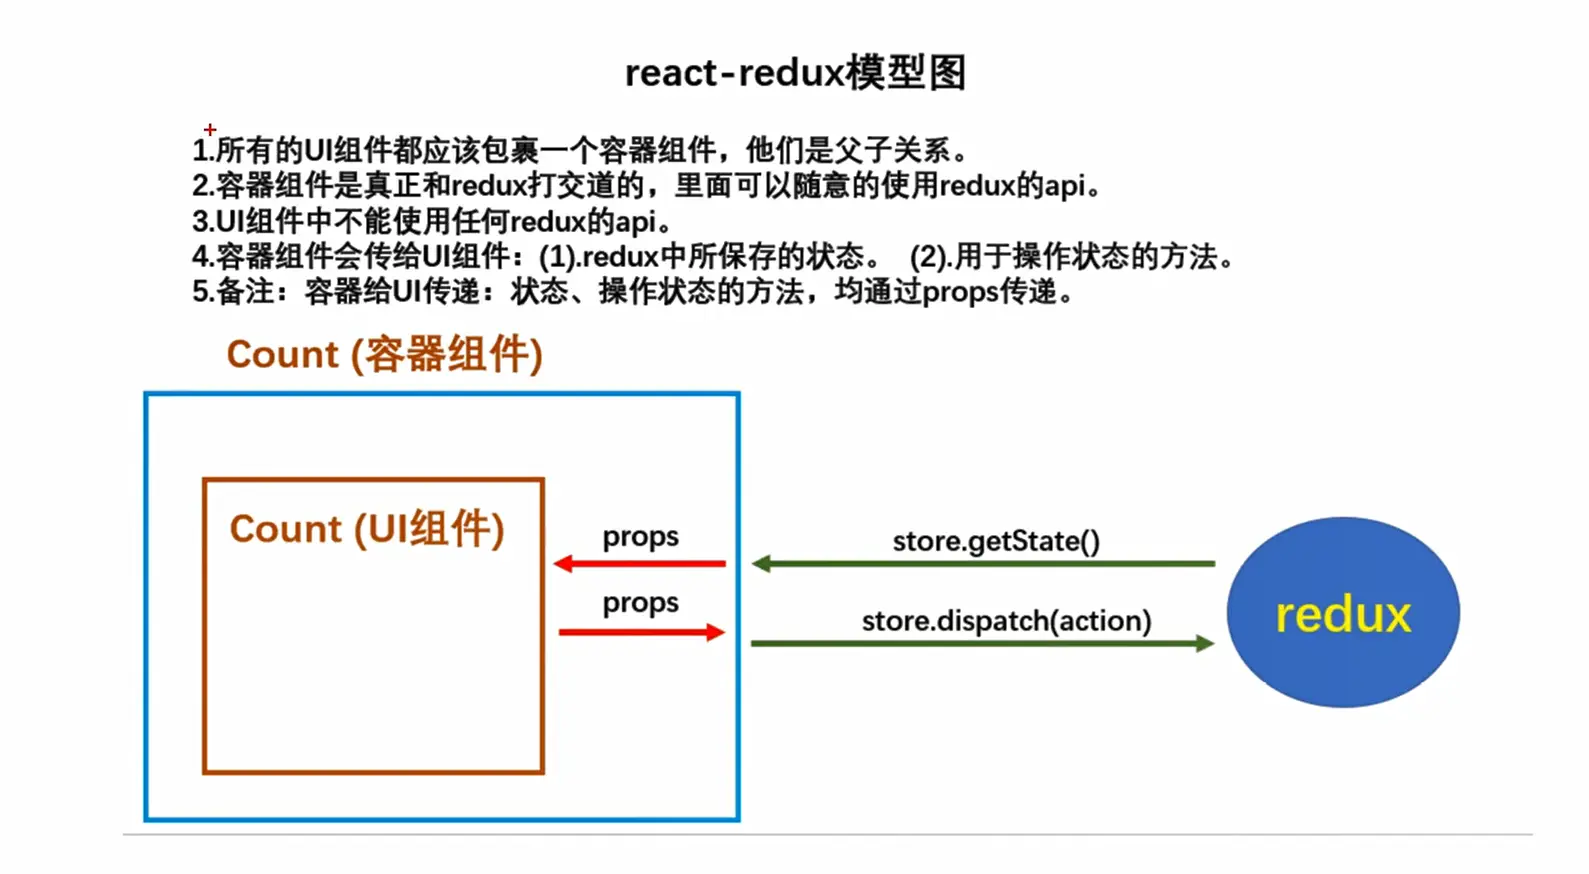 react-redux模型图
1.所有的UI组件都应该包裹一个容器组件，他们是父子关系。
2.容器组件是真正和redux打交道的，里面可以随意的使用redux的api。
3.UI组件中不能使用任何redux的api。
4.容器组件会传给UI组件：(1).redux中所保存的状态。 (2).用于操作状态的方法。
5.备注：容器给UI传递：状态、操作状态的方法，均通过props传递。
Count (容器组件)
Count (UI组件)
props
store.getState()
props
store.dispatch(action)
redux